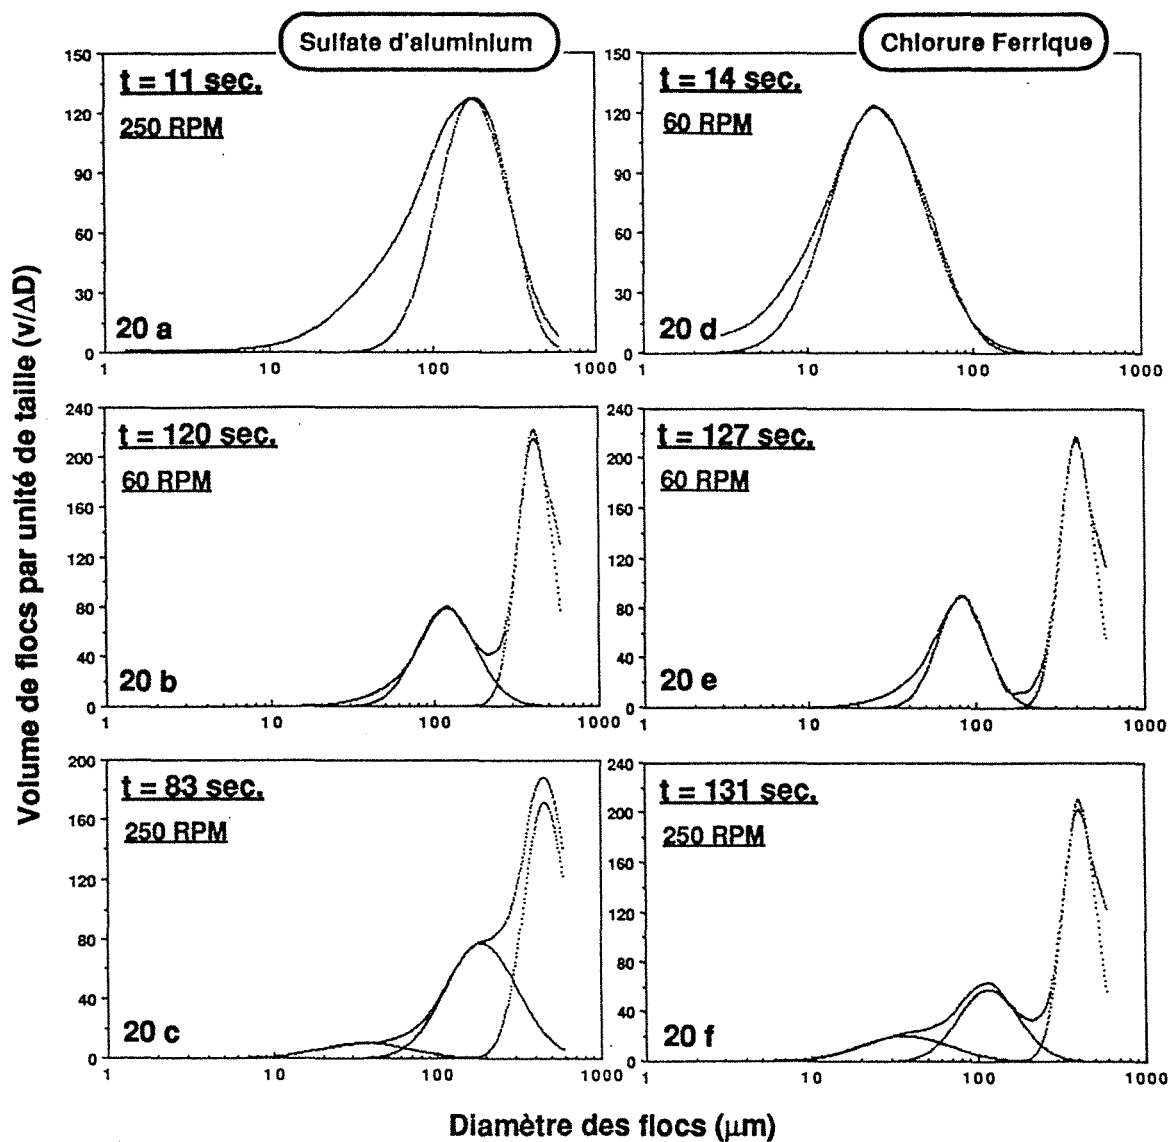 Sulfate d'aluminium
Chlorure Ferrique
Volume de flocs par unité de taille (v/ΔD)
150
120
90
60
30
0
t = 11 sec.
250 RPM
20 a
1 10 100 1000
150
120
90
60
30
0
t = 14 sec.
60 RPM
20 d
1 10 100 1000
240
200
160
120
80
40
0
t = 120 sec.
60 RPM
20 b
1 10 100 1000
240
200
160
120
80
40
0
t = 127 sec.
60 RPM
20 e
1 10 100 1000
200
160
120
80
40
0
t = 83 sec.
250 RPM
20 c
1 10 100 1000
240
200
160
120
80
40
0
t = 131 sec.
250 RPM
20 f
1 10 100 1000
Diamètre des flocs (μm)